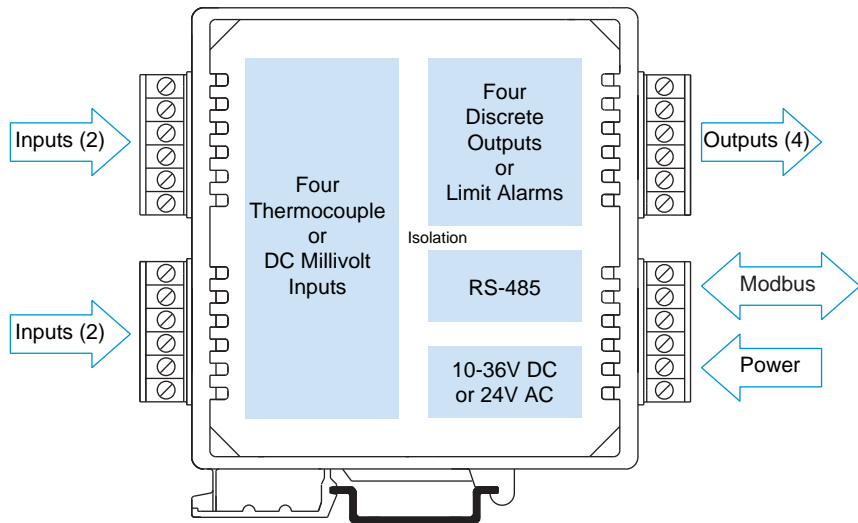 Inputs (2)
Inputs (2)
Four
Thermocouple
or
DC Millivolt
Inputs
Isolation
Four
Discrete
Outputs
or
Limit Alarms
RS-485
10-36V DC
or 24V AC
Outputs (4)
Modbus
Power